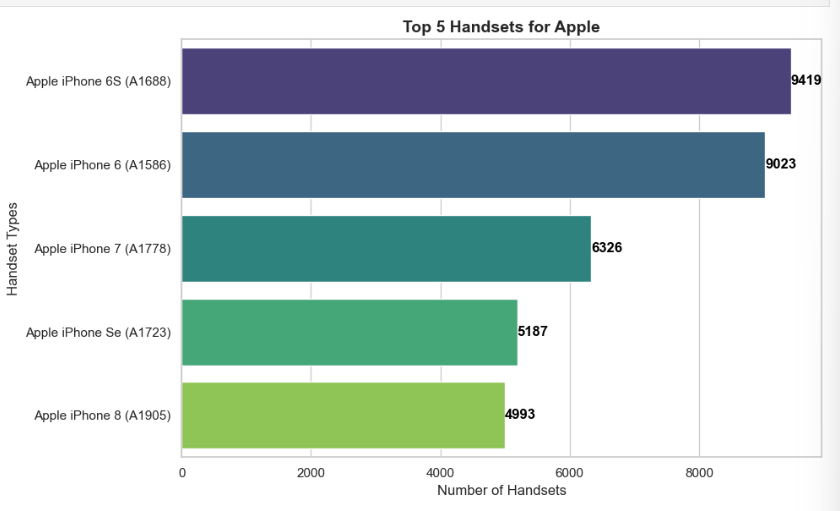 Top 5 Handsets for Apple
Handset Types
Apple iPhone 6S (A1688) 9419
Apple iPhone 6 (A1586) 9023
Apple iPhone 7 (A1778) 6326
Apple iPhone Se (A1723) 5187
Apple iPhone 8 (A1905) 4993
0 2000 4000 6000 8000
Number of Handsets